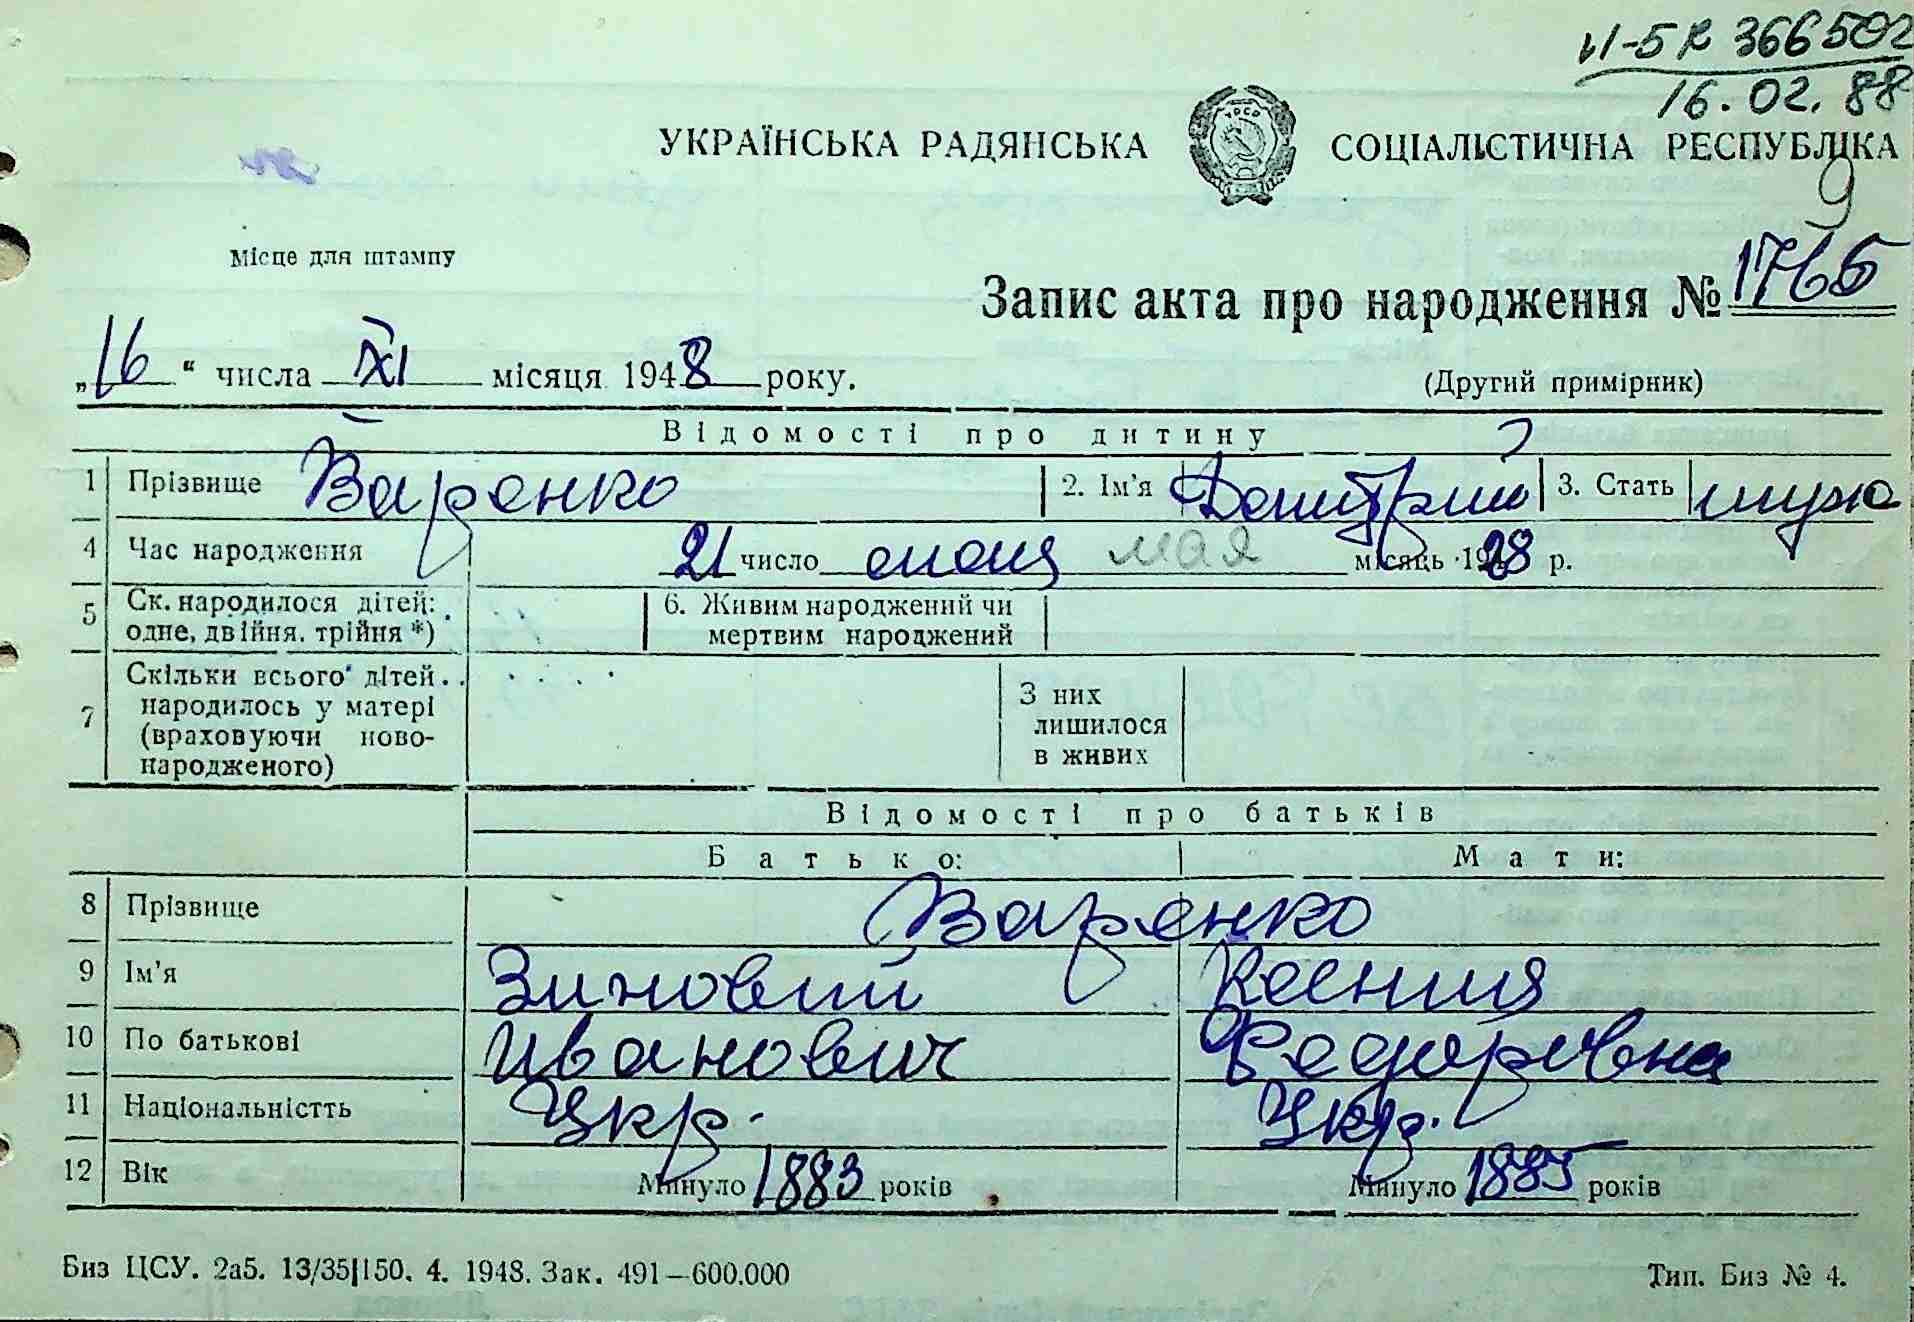 УІ-БК 366502
16.02.88
УКРАЇНСЬКА РАДЯНСЬКА СОЦІАЛІСТИЧНА РЕСПУБЛІКА
9
Місце для штампу
Запис акта про народження № 1765
„16“ числа XI місяця 1948 року.
(Другий примірник)
Відомості про дитину
1 Прізвище Варенко 2. Ім'я Дмитрий 3. Стать муж
4 Час народження 21 число мая місяць 1928 р.
5 Ск. народилося дітей: одне, двійня, трійня *) 6. Живим народжений чи мертвим народжений
7 Скільки всього дітей народилось у матері (враховуючи новонародженого) З них лишилося в живих
Відомості про батьків
Батько: Мати:
8 Прізвище Варенко
9 Ім'я Зиновий Ксения
10 По батькові Иванович Федоровна
11 Національністть Укр. Укр.
12 Вік Минуло 1883 років Минуло 1885 років
Биз ЦСУ. 2а5. 13/35|150. 4. 1948. Зак. 491—600.000
Тип. Биз № 4.